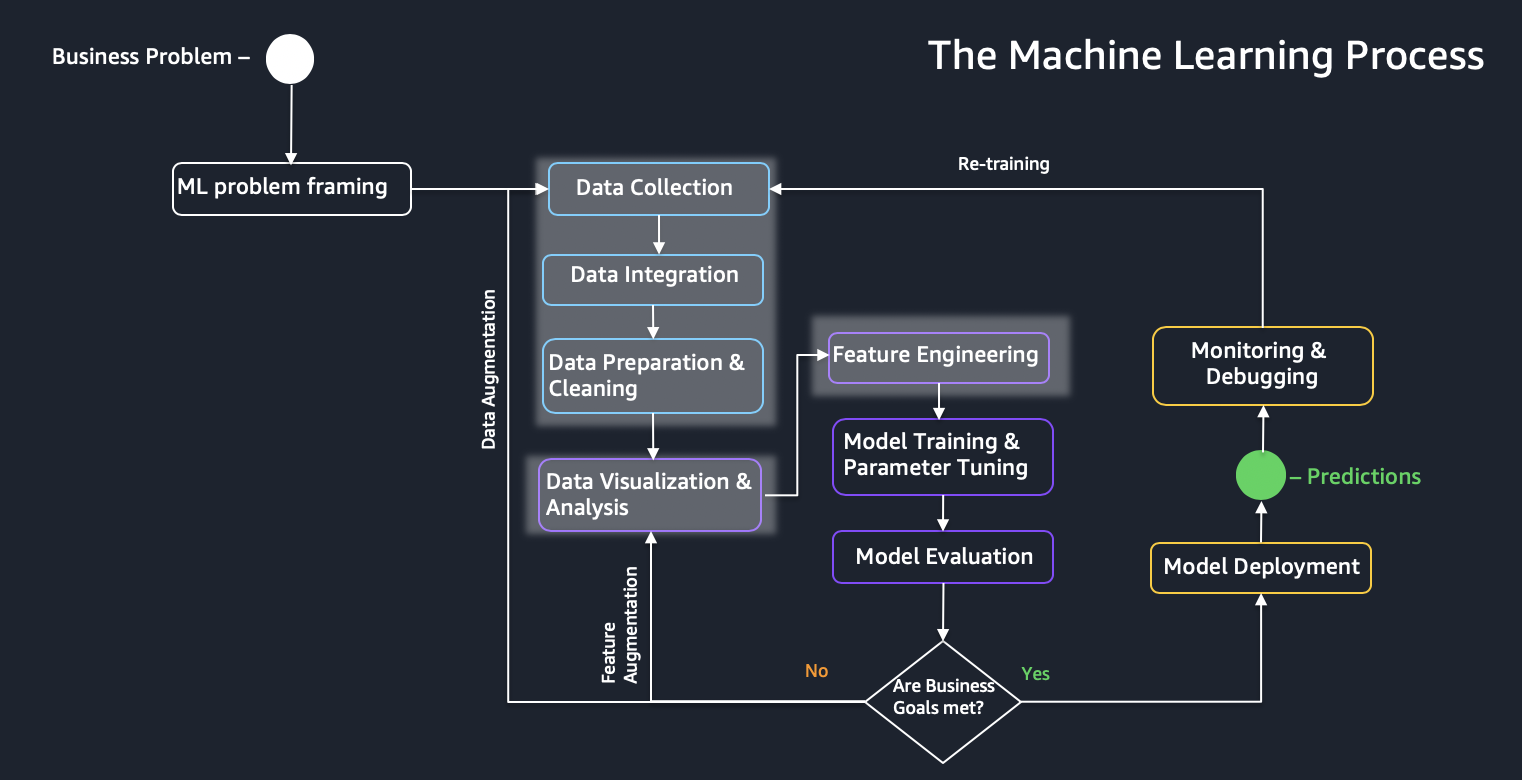 Business Problem –
The Machine Learning Process
ML problem framing
Data Collection
Re-training
Data Integration
Data Augmentation
Data Preparation &
Cleaning
Data Visualization &
Analysis
Feature Engineering
Model Training &
Parameter Tuning
Model Evaluation
Monitoring &
Debugging
– Predictions
Model Deployment
Feature
Augmentation
No
Are Business
Goals met?
Yes